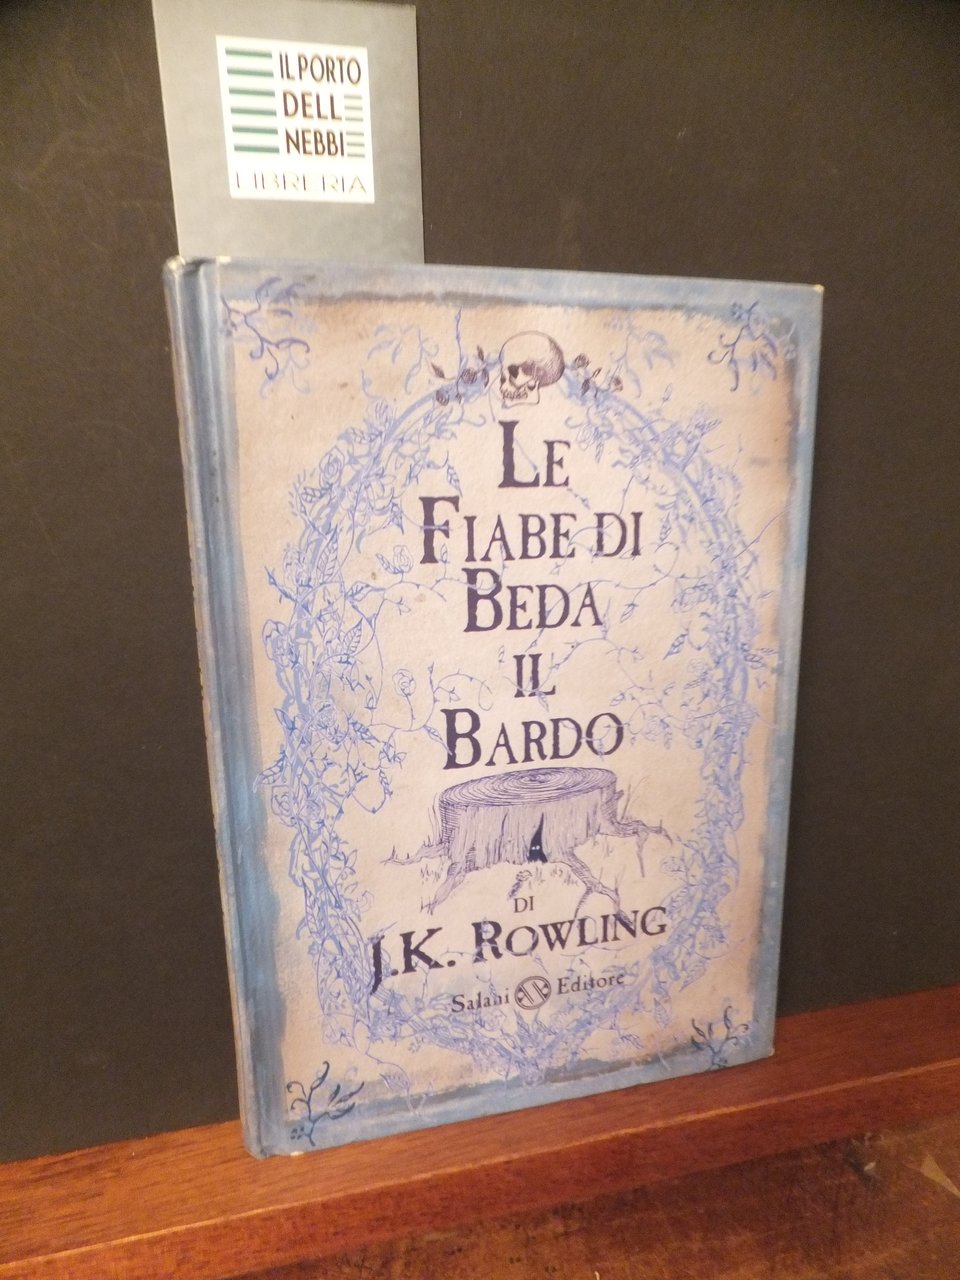 IL PORTO
DELL
NEBBI
LIBRERIA
LE
FIABE DI
BEDA
IL
BARDO
DI
J.K. ROWLING
Salani Editore